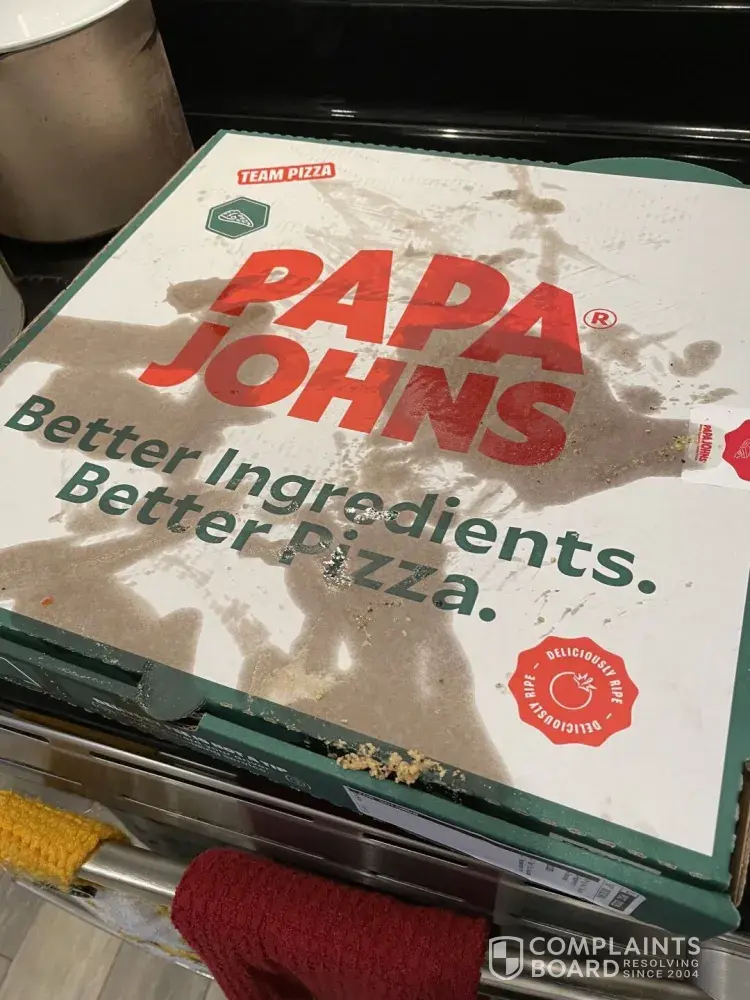 TEAM PIZZA
PAPA
JOHNS®
Better Ingredients.
Better Pizza.
PAPA JOHNS
DELICIOUSLY RIPE – DELICIOUSLY RIPE –
COMPLAINTS
BOARD RESOLVING
SINCE 2004